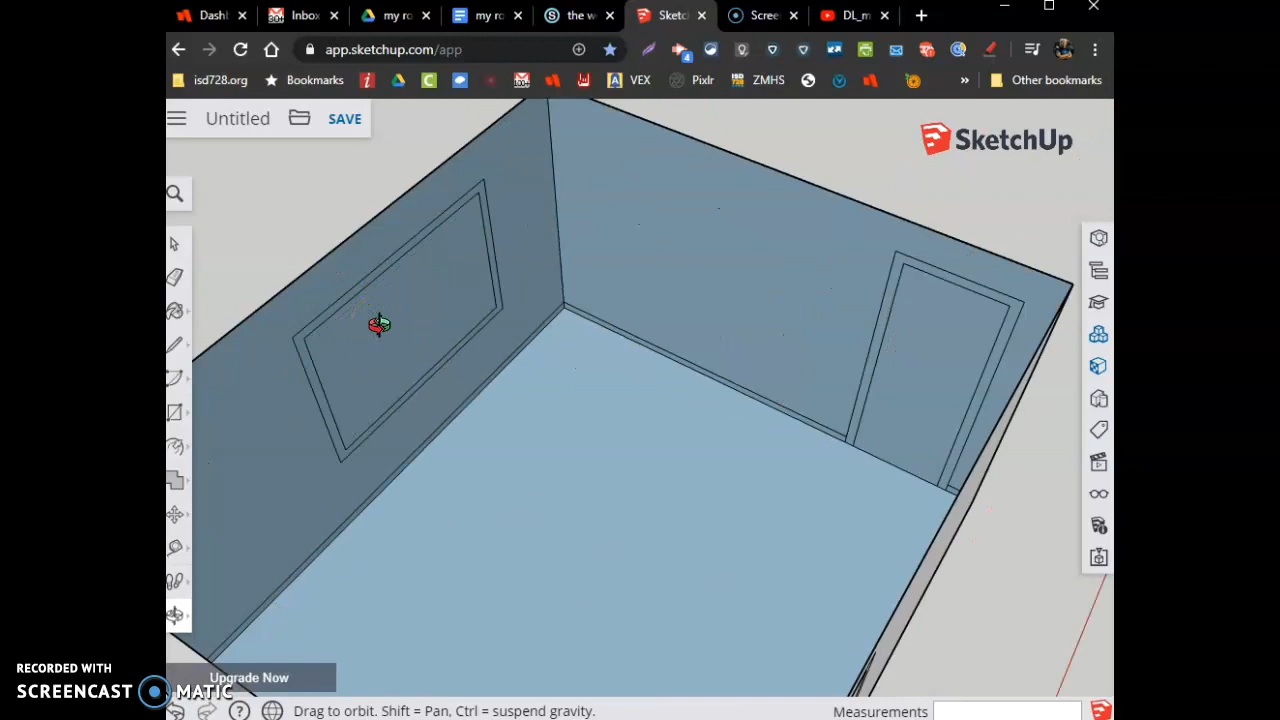 Dashl
Inbox
my ro
my ro
the w
Sketc
Scree
DL_m
app.sketchup.com/app
isd728.org
Bookmarks
VEX
Pixlr
ZMHS
Other bookmarks
Untitled
SAVE
SketchUp
Upgrade Now
RECORDED WITH
SCREENCAST MATIC
Drag to orbit. Shift = Pan, Ctrl = suspend gravity.
Measurements